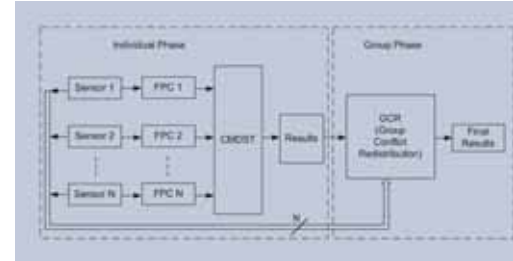 Individual Phase
Group Phase
Sensor 1
FPC 1
Sensor 2
FPC 2
Sensor N
FPC N
CMDST
Results
GCR
(Group
Conflict
Redistribution)
Final
Results
N